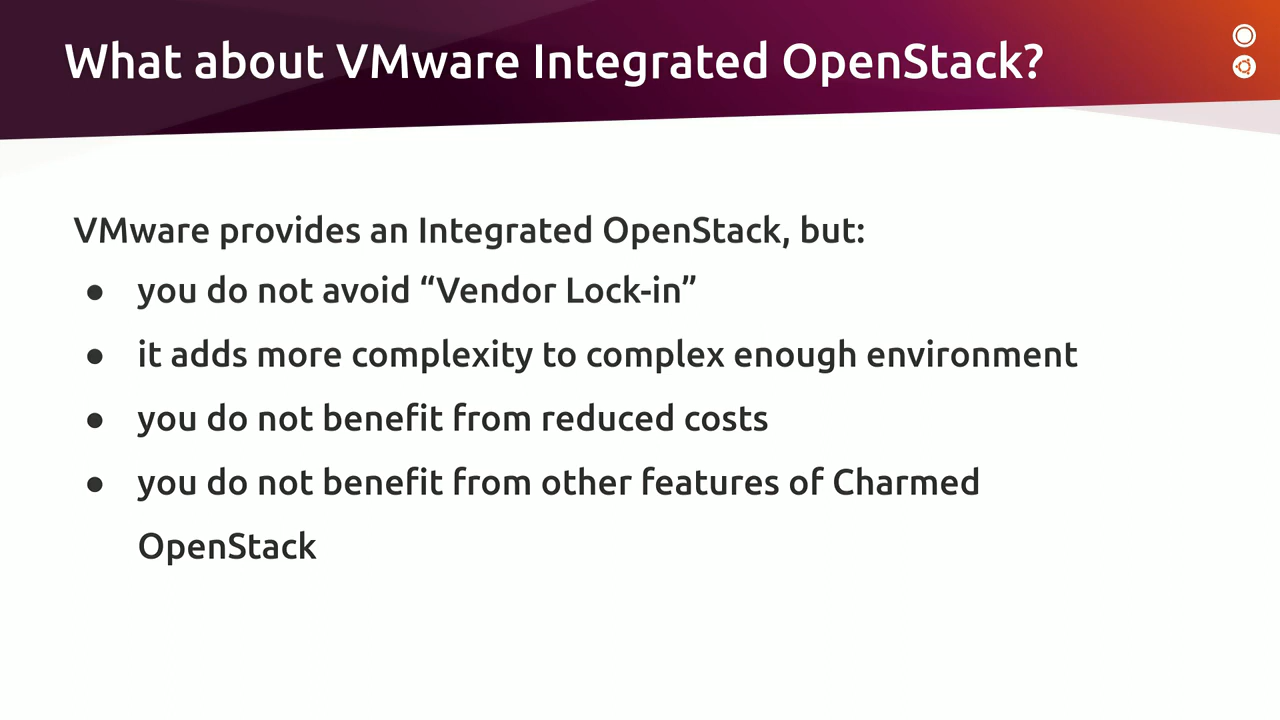 What about VMware Integrated OpenStack?
VMware provides an Integrated OpenStack, but:
● you do not avoid “Vendor Lock-in”
● it adds more complexity to complex enough environment
● you do not benefit from reduced costs
● you do not benefit from other features of Charmed
OpenStack